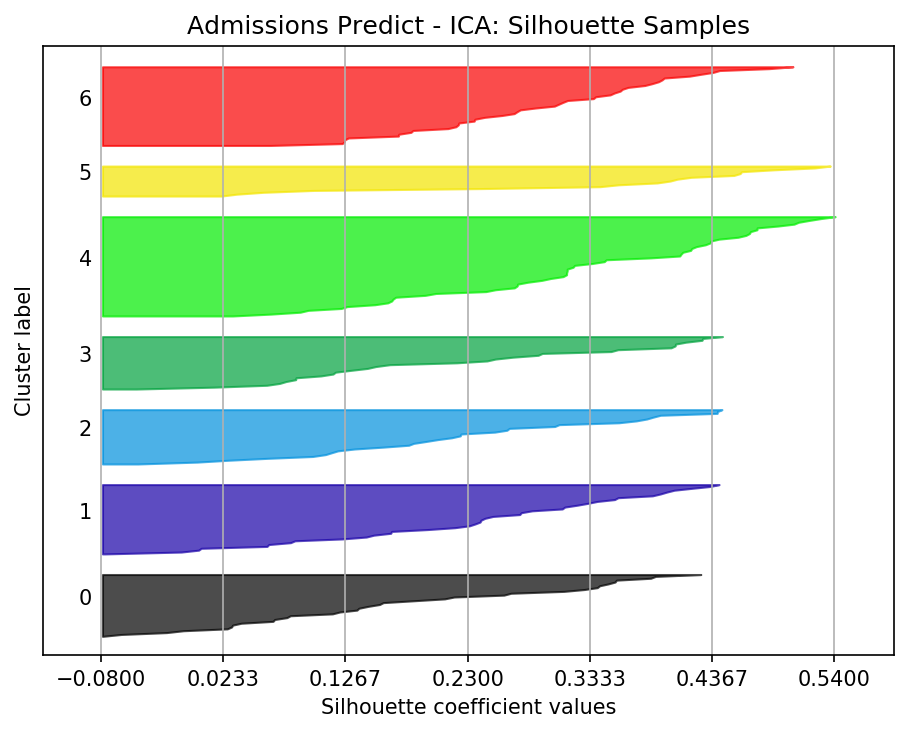 Admissions Predict - ICA: Silhouette Samples
Cluster label
6
5
4
3
2
1
0
−0.0800 0.0233 0.1267 0.2300 0.3333 0.4367 0.5400
Silhouette coefficient values